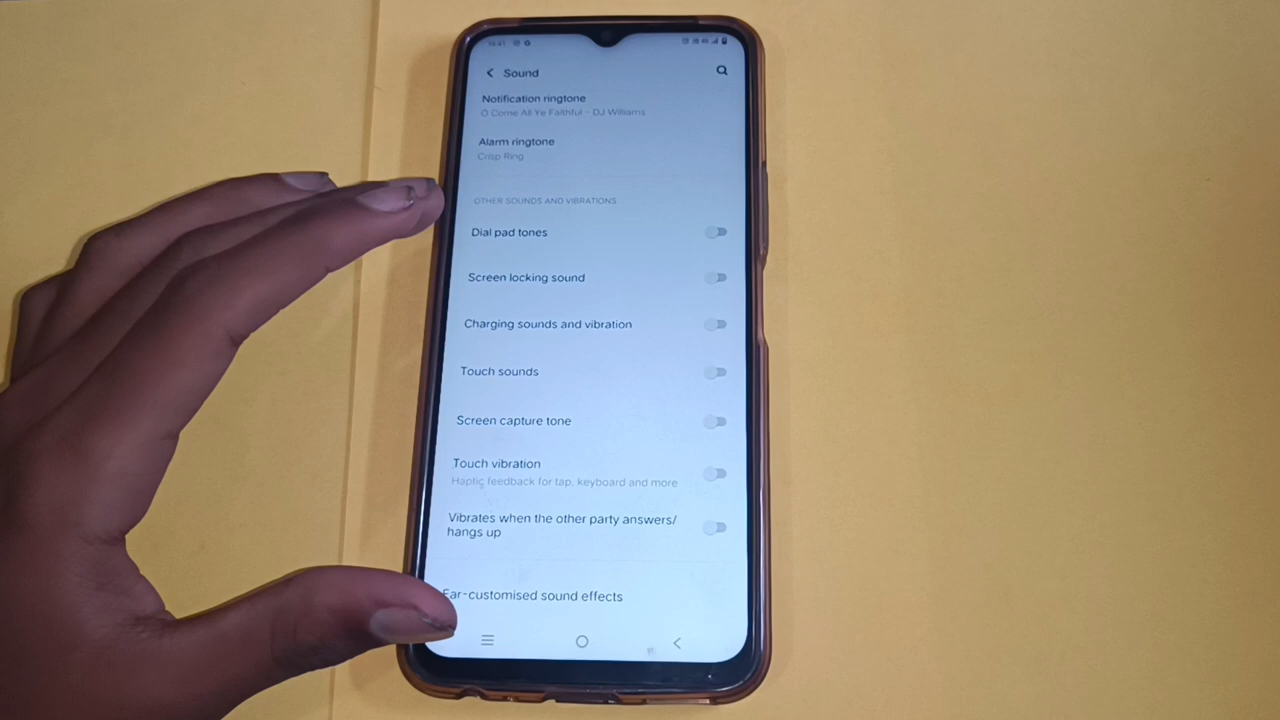 Sound
Notification ringtone
O Come All Ye Faithful - DJ Williams
Alarm ringtone
Crisp Ring
OTHER SOUNDS AND VIBRATIONS
Dial pad tones
Screen locking sound
Charging sounds and vibration
Touch sounds
Screen capture tone
Touch vibration
Haptic feedback for tap, keyboard and more
Vibrates when the other party answers/
hangs up
Ear-customised sound effects